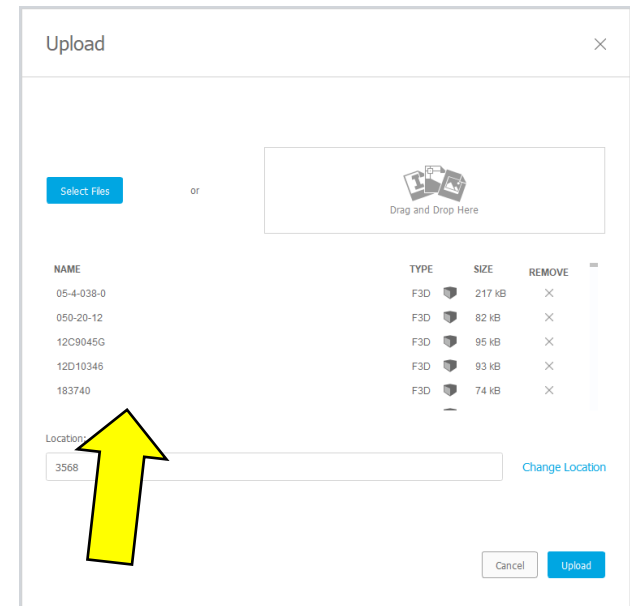 Upload
Select Files
or
Drag and Drop Here
NAME TYPE SIZE REMOVE
05-4-038-0 F3D 217 kB
050-20-12 F3D 82 kB
12C9045G F3D 95 kB
12D10346 F3D 93 kB
183740 F3D 74 kB
Location:
3568 Change Location
Cancel Upload